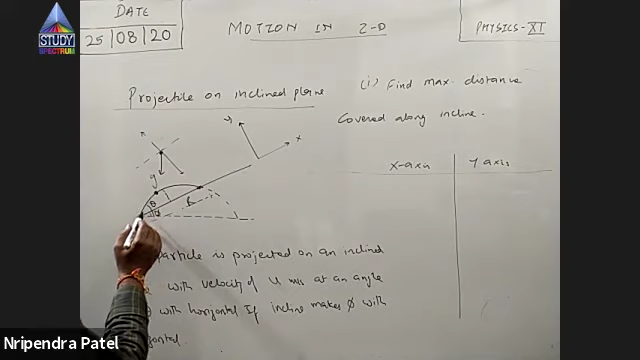 DATE
25/08/20
STUDY
SPECTRUM
MOTION IN 2-D
PHYSICS-XI
Projectile on inclined plane
(i) Find max. distance
Covered along incline.
y
x
g
θ
R
X-axis
Y axis
particle is projected on an inclined
with velocity of u m/s at an angle
θ with horizontal If incline makes ø with
Nripendra Patel